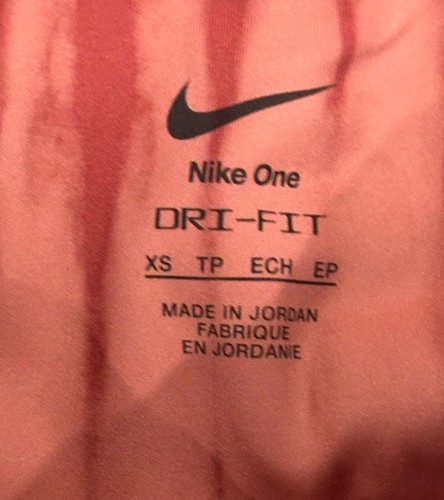 Nike One
DRI-FIT
XS TP ECH EP
MADE IN JORDAN
FABRIQUE
EN JORDANIE